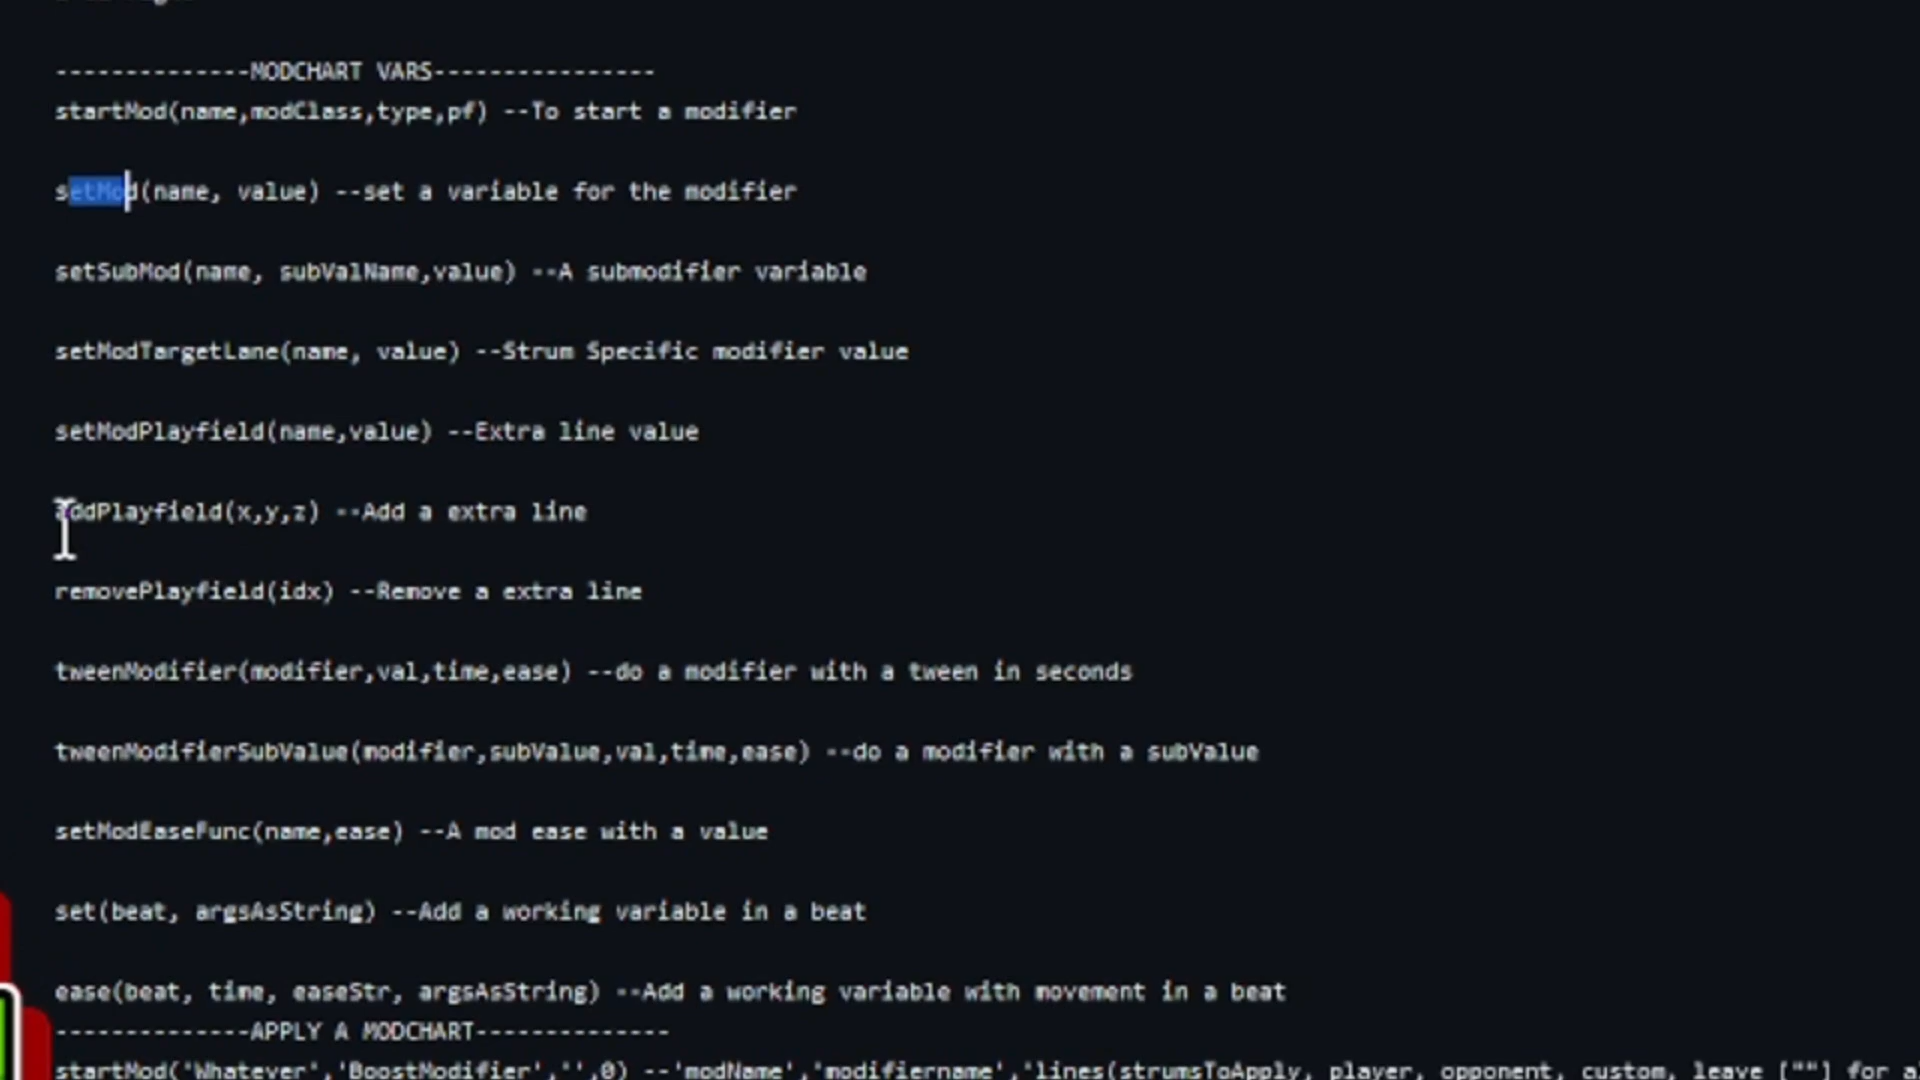 --------------MODCHART VARS----------------
startMod(name,modClass,type,pf) --To start a modifier
setMod(name, value) --set a variable for the modifier
setSubMod(name, subValName,value) --A submodifier variable
setModTargetLane(name, value) --Strum Specific modifier value
setModPlayfield(name,value) --Extra line value
addPlayfield(x,y,z) --Add a extra line
removePlayfield(idx) --Remove a extra line
tweenModifier(modifier,val,time,ease) --do a modifier with a tween in seconds
tweenModifierSubValue(modifier,subValue,val,time,ease) --do a modifier with a subValue
setModEaseFunc(name,ease) --A mod ease with a value
set(beat, argsAsString) --Add a working variable in a beat
ease(beat, time, easeStr, argsAsString) --Add a working variable with movement in a beat
--------------APPLY A MODCHART--------------
startMod('Whatever','BoostModifier','',0) --'modName','modifiername','lines(strumsToApply, player, opponent, custom, leave [""] for a